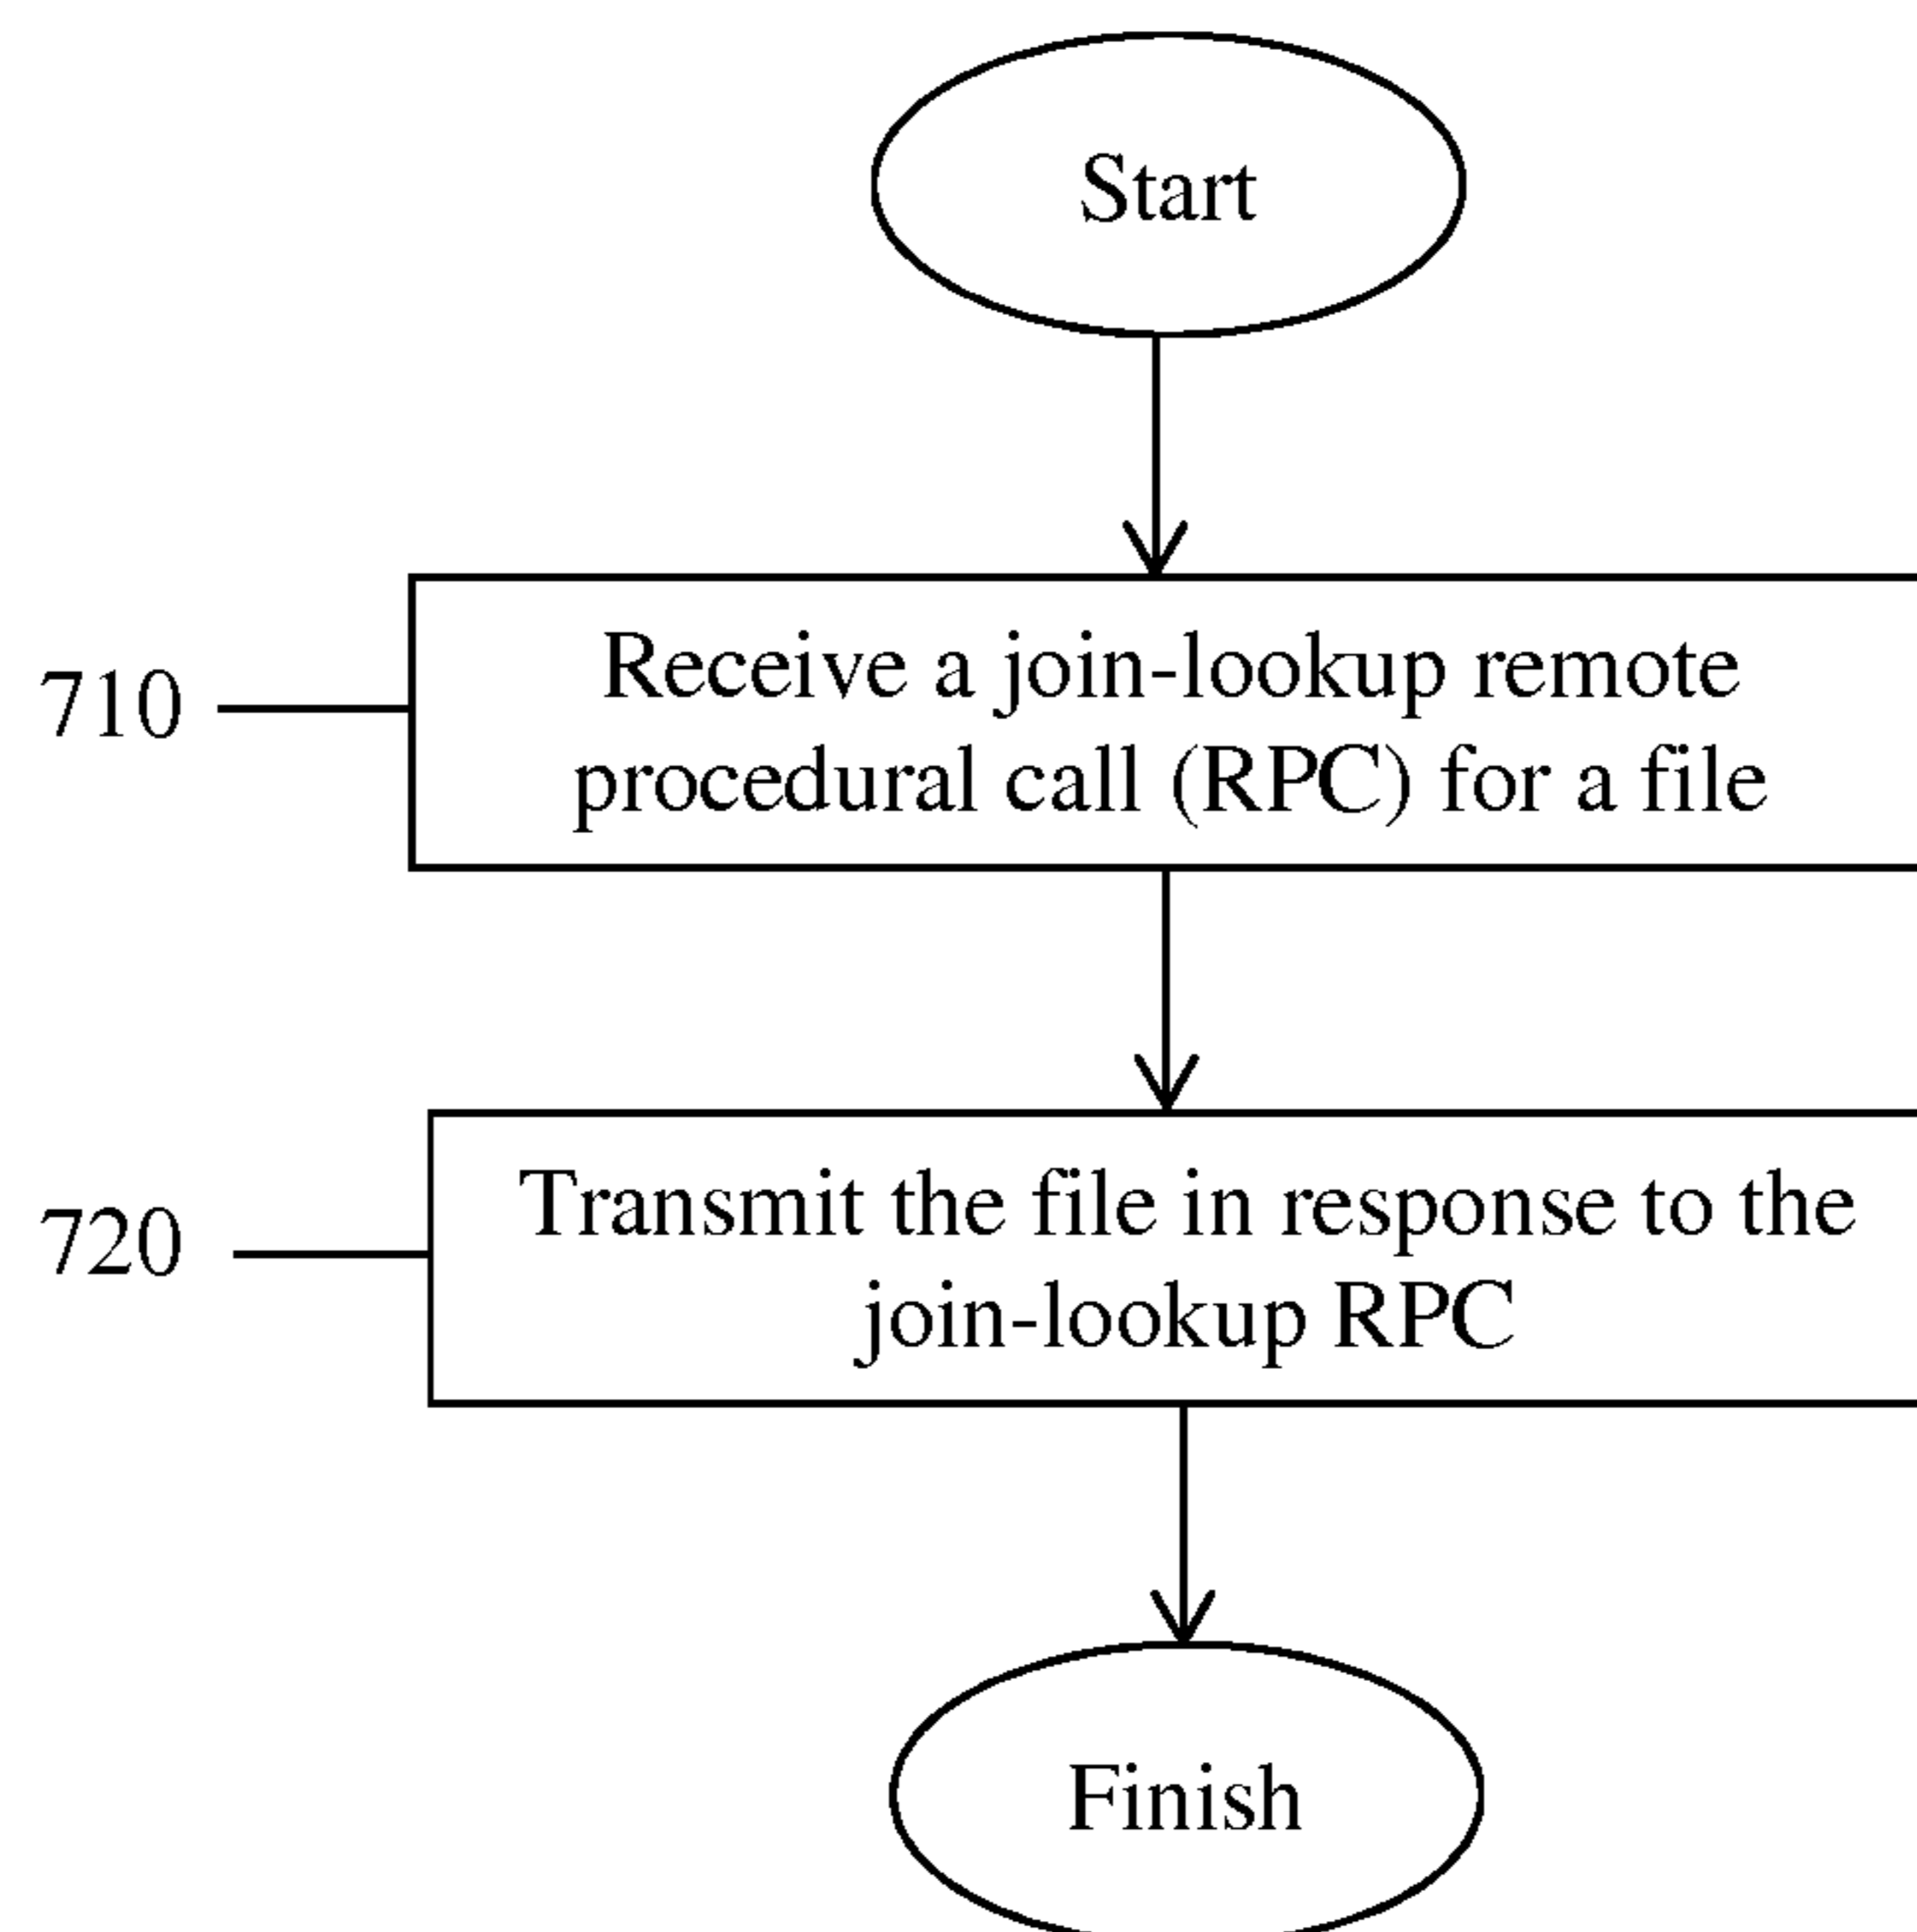 Start
710
Receive a join-lookup remote
procedural call (RPC) for a file
720
Transmit the file in response to the
join-lookup RPC
Finish